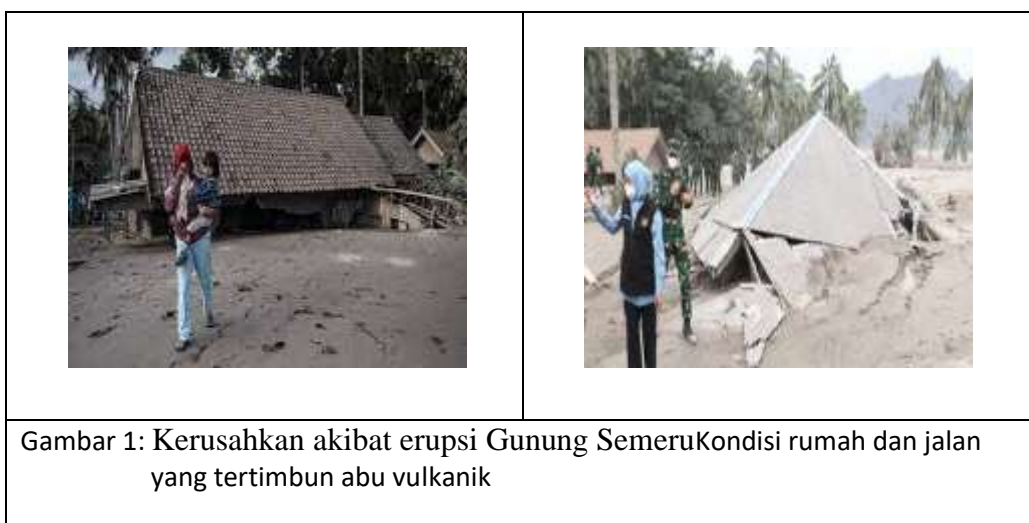 Gambar 1: Kerusahkan akibat erupsi Gunung SemeruKondisi rumah dan jalan
yang tertimbun abu vulkanik